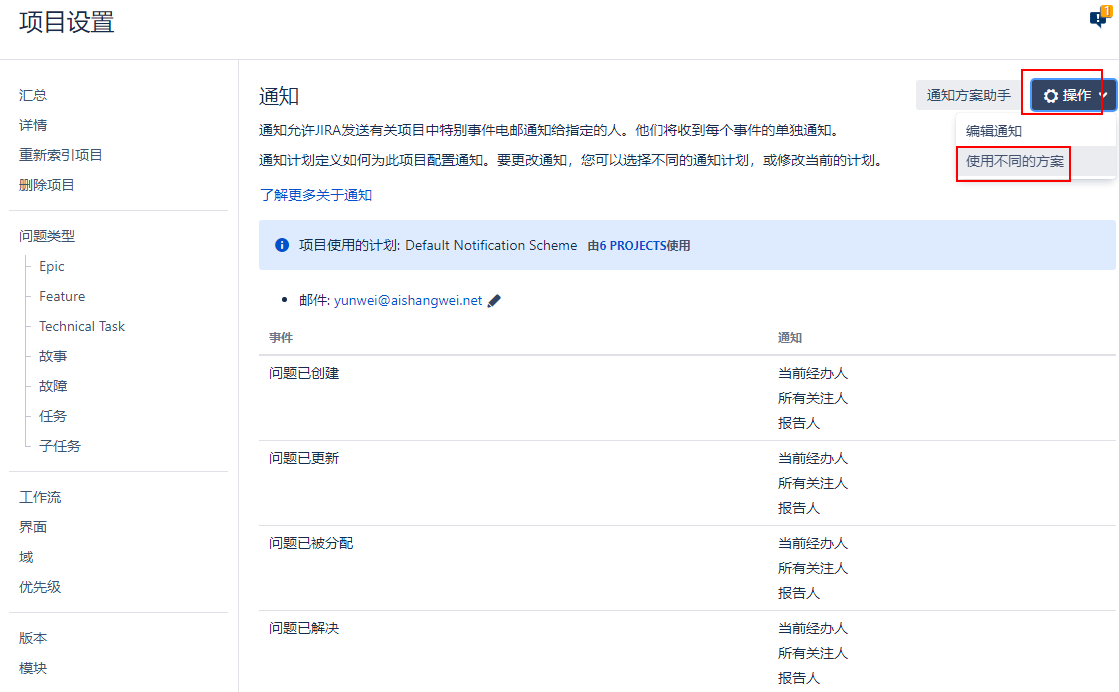 项目设置
1
汇总
详情
重新索引项目
删除项目
问题类型
Epic
Feature
Technical Task
故事
故障
任务
子任务
工作流
界面
域
优先级
版本
模块
通知
通知方案助手
操作
编辑通知
使用不同的方案
通知允许JIRA发送有关项目中特别事件电邮通知给指定的人。他们将收到每个事件的单独通知。
通知计划定义如何为此项目配置通知。要更改通知，您可以选择不同的通知计划，或修改当前的计划。
了解更多关于通知
项目使用的计划: Default Notification Scheme 由6 PROJECTS使用
邮件: yunwei@aishangwei.net
事件 通知
问题已创建 当前经办人
所有关注人
报告人
问题已更新 当前经办人
所有关注人
报告人
问题已被分配 当前经办人
所有关注人
报告人
问题已解决 当前经办人
所有关注人
报告人